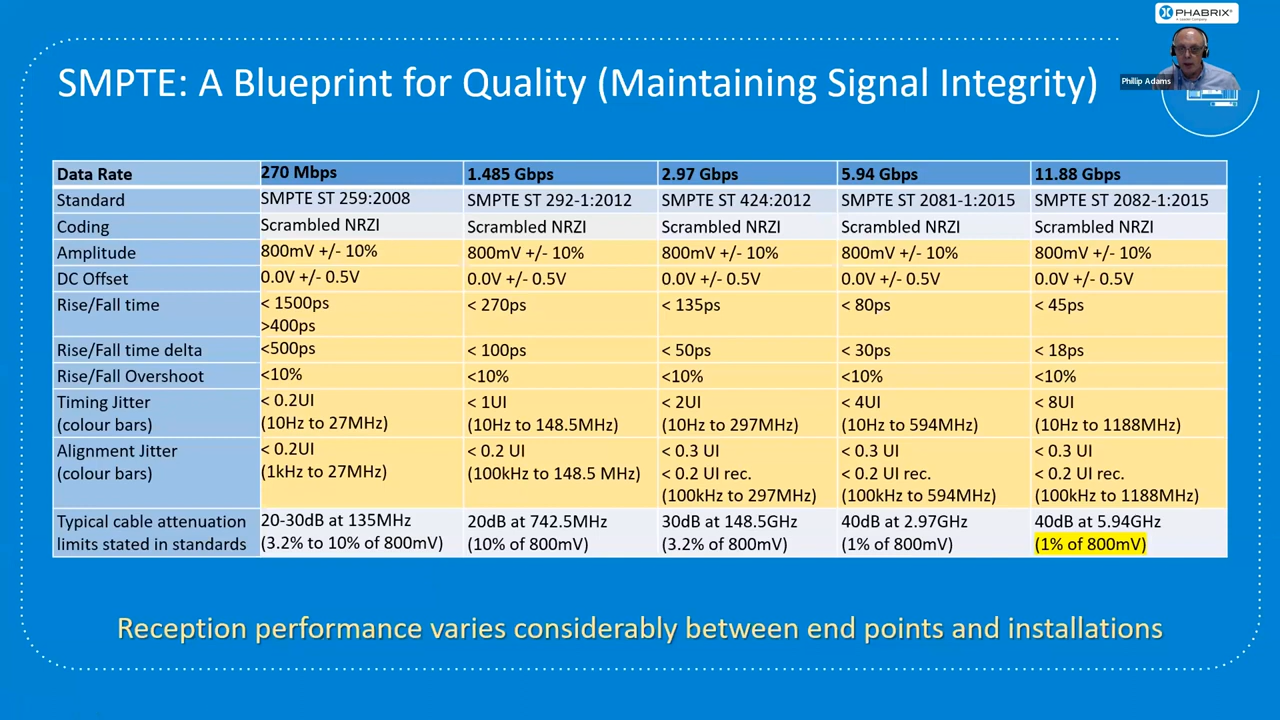 PHABRIX
Phillip Adams
SMPTE: A Blueprint for Quality (Maintaining Signal Integrity)
Data Rate 270 Mbps 1.485 Gbps 2.97 Gbps 5.94 Gbps 11.88 Gbps
Standard SMPTE ST 259:2008 SMPTE ST 292-1:2012 SMPTE ST 424:2012 SMPTE ST 2081-1:2015 SMPTE ST 2082-1:2015
Coding Scrambled NRZI Scrambled NRZI Scrambled NRZI Scrambled NRZI Scrambled NRZI
Amplitude 800mV +/- 10% 800mV +/- 10% 800mV +/- 10% 800mV +/- 10% 800mV +/- 10%
DC Offset 0.0V +/- 0.5V 0.0V +/- 0.5V 0.0V +/- 0.5V 0.0V +/- 0.5V 0.0V +/- 0.5V
Rise/Fall time < 1500ps < 270ps < 135ps < 80ps < 45ps
>400ps
Rise/Fall time delta <500ps < 100ps < 50ps < 30ps < 18ps
Rise/Fall Overshoot <10% <10% <10% <10% <10%
Timing Jitter < 0.2UI < 1UI < 2UI < 4UI < 8UI
(colour bars) (10Hz to 27MHz) (10Hz to 148.5MHz) (10Hz to 297MHz) (10Hz to 594MHz) (10Hz to 1188MHz)
Alignment Jitter < 0.2UI < 0.2 UI < 0.3 UI < 0.3 UI < 0.3 UI
(colour bars) (1kHz to 27MHz) (100kHz to 148.5 MHz) < 0.2 UI rec. < 0.2 UI rec. < 0.2 UI rec.
(100kHz to 297MHz) (100kHz to 594MHz) (100kHz to 1188MHz)
Typical cable attenuation 20-30dB at 135MHz 20dB at 742.5MHz 30dB at 148.5GHz 40dB at 2.97GHz 40dB at 5.94GHz
limits stated in standards (3.2% to 10% of 800mV) (10% of 800mV) (3.2% of 800mV) (1% of 800mV) (1% of 800mV)
Reception performance varies considerably between end points and installations